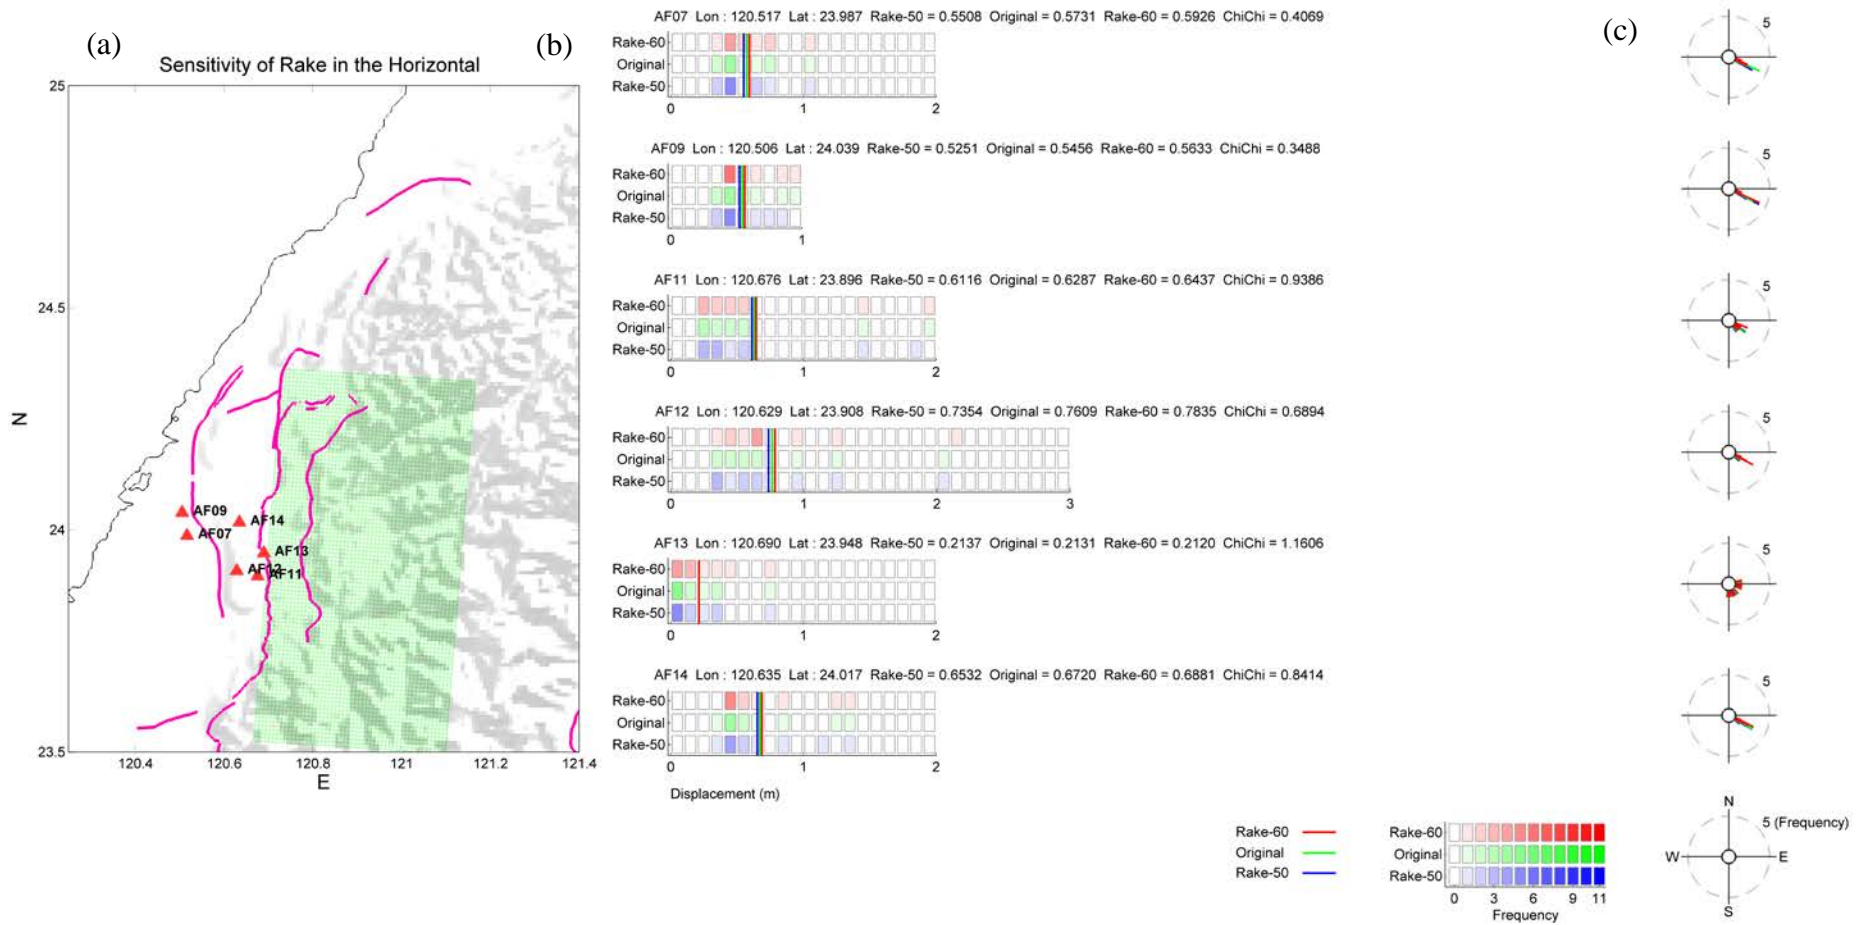 (a)
Sensitivity of Rake in the Horizontal
25
24.5
N
24
23.5
120.4 120.6 120.8 121 121.2 121.4
E
AF09
AF14
AF07
AF13
AF12
AF11
(b)
AF07 Lon : 120.517 Lat : 23.987 Rake-50 = 0.5508 Original = 0.5731 Rake-60 = 0.5926 ChiChi = 0.4069
Rake-60
Original
Rake-50
0 1 2
AF09 Lon : 120.506 Lat : 24.039 Rake-50 = 0.5251 Original = 0.5456 Rake-60 = 0.5633 ChiChi = 0.3488
Rake-60
Original
Rake-50
0 1
AF11 Lon : 120.676 Lat : 23.896 Rake-50 = 0.6116 Original = 0.6287 Rake-60 = 0.6437 ChiChi = 0.9386
Rake-60
Original
Rake-50
0 1 2
AF12 Lon : 120.629 Lat : 23.908 Rake-50 = 0.7354 Original = 0.7609 Rake-60 = 0.7835 ChiChi = 0.6894
Rake-60
Original
Rake-50
0 1 2 3
AF13 Lon : 120.690 Lat : 23.948 Rake-50 = 0.2137 Original = 0.2131 Rake-60 = 0.2120 ChiChi = 1.1606
Rake-60
Original
Rake-50
0 1 2
AF14 Lon : 120.635 Lat : 24.017 Rake-50 = 0.6532 Original = 0.6720 Rake-60 = 0.6881 ChiChi = 0.8414
Rake-60
Original
Rake-50
0 1 2
Displacement (m)
Rake-60
Original
Rake-50
Rake-60
Original
Rake-50
0 3 6 9 11
Frequency
(c)
5
5
5
5
5
5
N
5 (Frequency)
W E
S